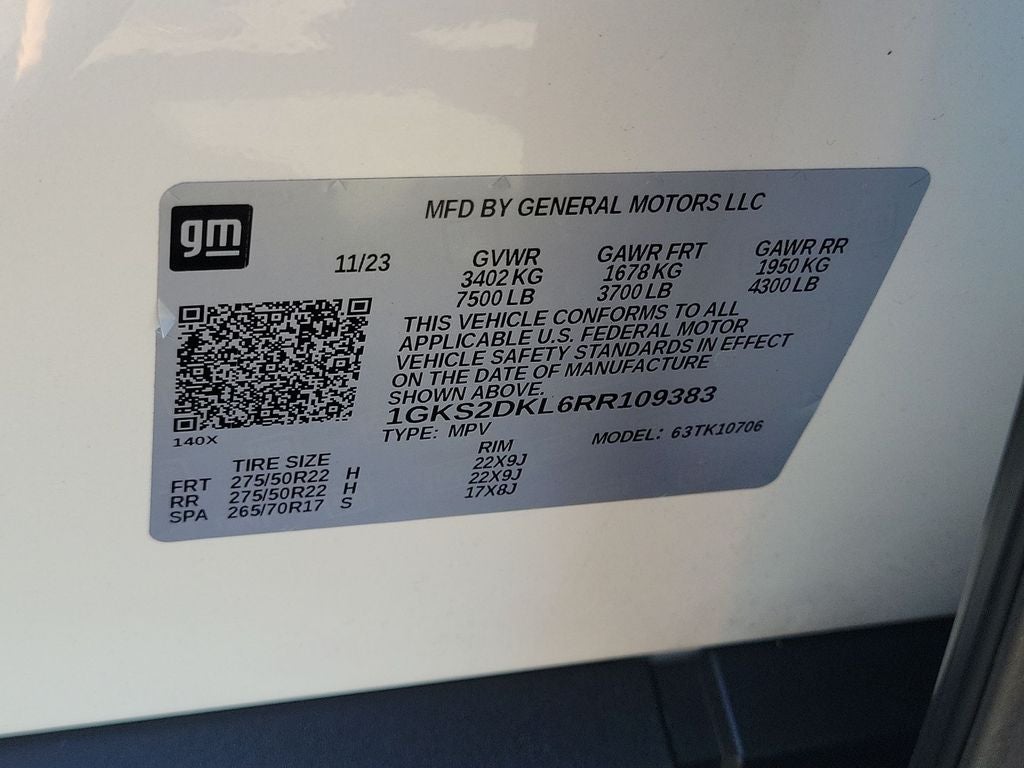 gm
MFD BY GENERAL MOTORS LLC
11/23 GVWR GAWR FRT GAWR RR
3402 KG 1678 KG 1950 KG
7500 LB 3700 LB 4300 LB
THIS VEHICLE CONFORMS TO ALL
APPLICABLE U.S. FEDERAL MOTOR
VEHICLE SAFETY STANDARDS IN EFFECT
ON THE DATE OF MANUFACTURE
SHOWN ABOVE.
1GKS2DKL6RR109383
TYPE: MPV MODEL: 63TK10706
140X
TIRE SIZE RIM
FRT 275/50R22 H 22X9J
RR 275/50R22 H 22X9J
SPA 265/70R17 S 17X8J